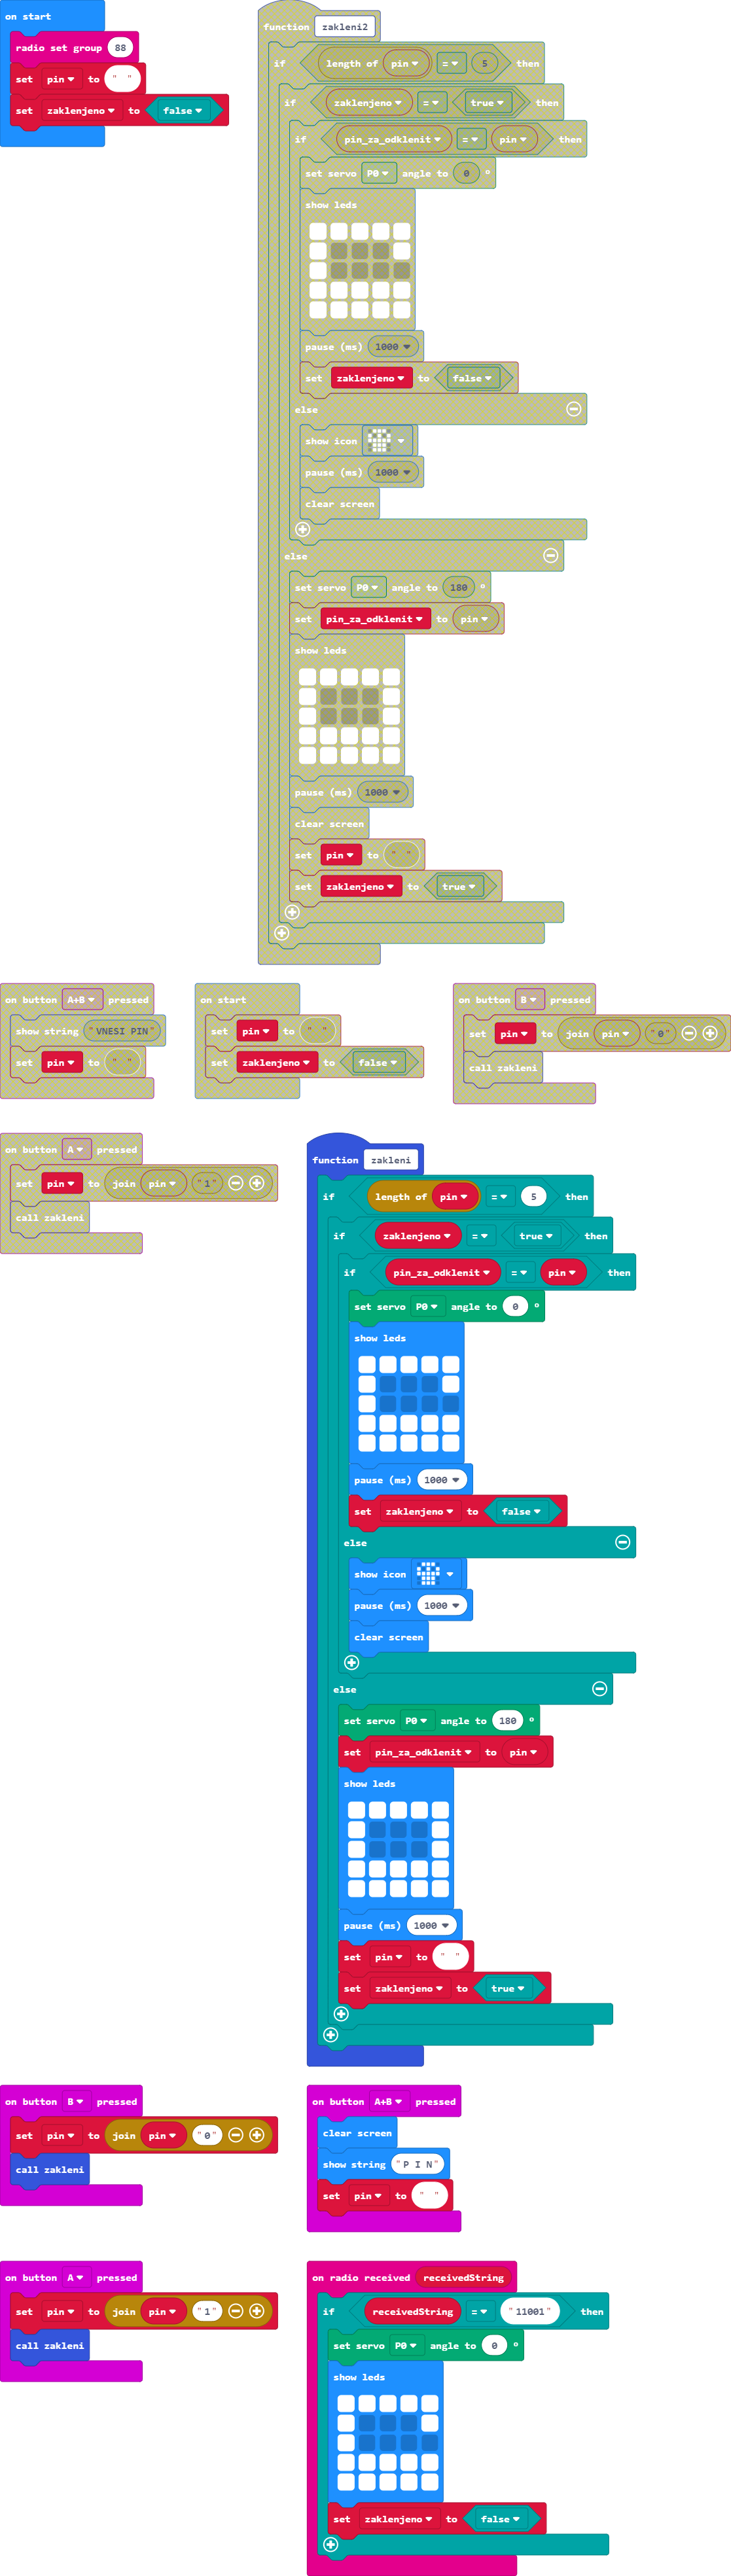 on start
radio set group 88
set pin to " "
set zaklenjeno to false
function zakleni2
if length of pin = 5 then
if zaklenjeno = true then
if pin_za_odklenit = pin then
set servo P0 angle to 0 °
show leds
pause (ms) 1000
set zaklenjeno to false
else
show icon
pause (ms) 1000
clear screen
else
set servo P0 angle to 180 °
set pin_za_odklenit to pin
show leds
pause (ms) 1000
clear screen
set pin to " "
set zaklenjeno to true
on button A+B pressed
show string "VNESI PIN"
set pin to " "
on start
set pin to " "
set zaklenjeno to false
on button B pressed
set pin to join pin "0"
call zakleni
on button A pressed
set pin to join pin "1"
call zakleni
function zakleni
if length of pin = 5 then
if zaklenjeno = true then
if pin_za_odklenit = pin then
set servo P0 angle to 0 °
show leds
pause (ms) 1000
set zaklenjeno to false
else
show icon
pause (ms) 1000
clear screen
else
set servo P0 angle to 180 °
set pin_za_odklenit to pin
show leds
pause (ms) 1000
set pin to " "
set zaklenjeno to true
on button B pressed
set pin to join pin "0"
call zakleni
on button A+B pressed
clear screen
show string "P I N"
set pin to " "
on button A pressed
set pin to join pin "1"
call zakleni
on radio received receivedString
if receivedString = "11001" then
set servo P0 angle to 0 °
show leds
set zaklenjeno to false